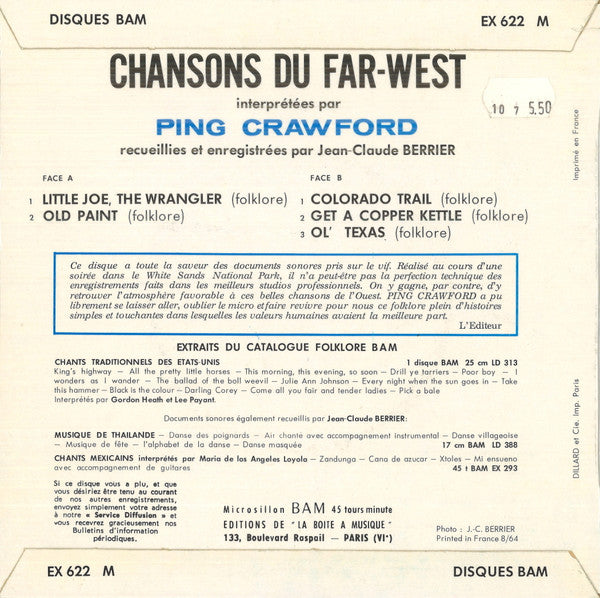 DISQUES BAM
EX 622 M
CHANSONS DU FAR-WEST
interprétées par
PING CRAWFORD
recueillies et enregistrées par Jean-Claude BERRIER
10 7 5.50
Imprimé en France
FACE A
1 LITTLE JOE, THE WRANGLER (folklore)
2 OLD PAINT (folklore)
FACE B
1 COLORADO TRAIL (folklore)
2 GET A COPPER KETTLE (folklore)
3 OL' TEXAS (folklore)
Ce disque a toute la saveur des documents sonores pris sur le vif. Réalisé au cours d'une
soirée dans le White Sands National Park, il n'a peut-être pas la perfection technique des
enregistrements faits dans les meilleurs studios professionnels. On y gagne, par contre, d'y
retrouver l'atmosphère favorable à ces belles chansons de l'Ouest. PING CRAWFORD a pu
librement se laisser aller, oublier le micro et faire revivre pour nous ce folklore plein d'histoires
simples et touchantes dans lesquelles les valeurs humaines avaient la meilleure part.
L'Editeur
EXTRAITS DU CATALOGUE FOLKLORE BAM
CHANTS TRADITIONNELS DES ETATS-UNIS 1 disque BAM 25 cm LD 313
King's highway – All the pretty little horses – This morning, this evening, so soon – Drill ye tarriers – Poor boy – I
wonders as I wander – The ballad of the boll weevil – Julie Ann Johnson – Every night when the sun goes in – Take
this hammer – Black is the colour – Darling Corey – Come all you fair and tender ladies – Pick a bale
Interprétés par Gordon Heath et Lee Payant.
Documents sonores également recueillis par Jean-Claude BERRIER:
MUSIQUE DE THAILANDE – Danse des poignards – Air chante avec accompagnement instrumental – Danse villageoise
– Musique de fête – l'alphabet de la danse – Danse masquée 17 cm BAM LD 388
CHANTS MEXICAINS interprétés par Maria de los Angeles Loyola – Zandunga – Cana de azucar – Xtoles – Mi ensueno
avec accompagnement de guitares 45 t BAM EX 293
DILLARD et Cie. Imp. Paris
Si ce disque vous a plu, et que
vous désiriez être tenu au courant
de nos autres enregistrements,
envoyez simplement votre adresse
à notre « Service Diffusion » et
vous recevrez gracieusement nos
Bulletins d'information
périodiques.
Microsillon BAM 45 tours minute
EDITIONS DE "LA BOITE A MUSIQUE"
133, Boulevard Raspail – PARIS (VIe)
Photo : J.-C. BERRIER
Printed in France 8/64
EX 622 M
DISQUES BAM